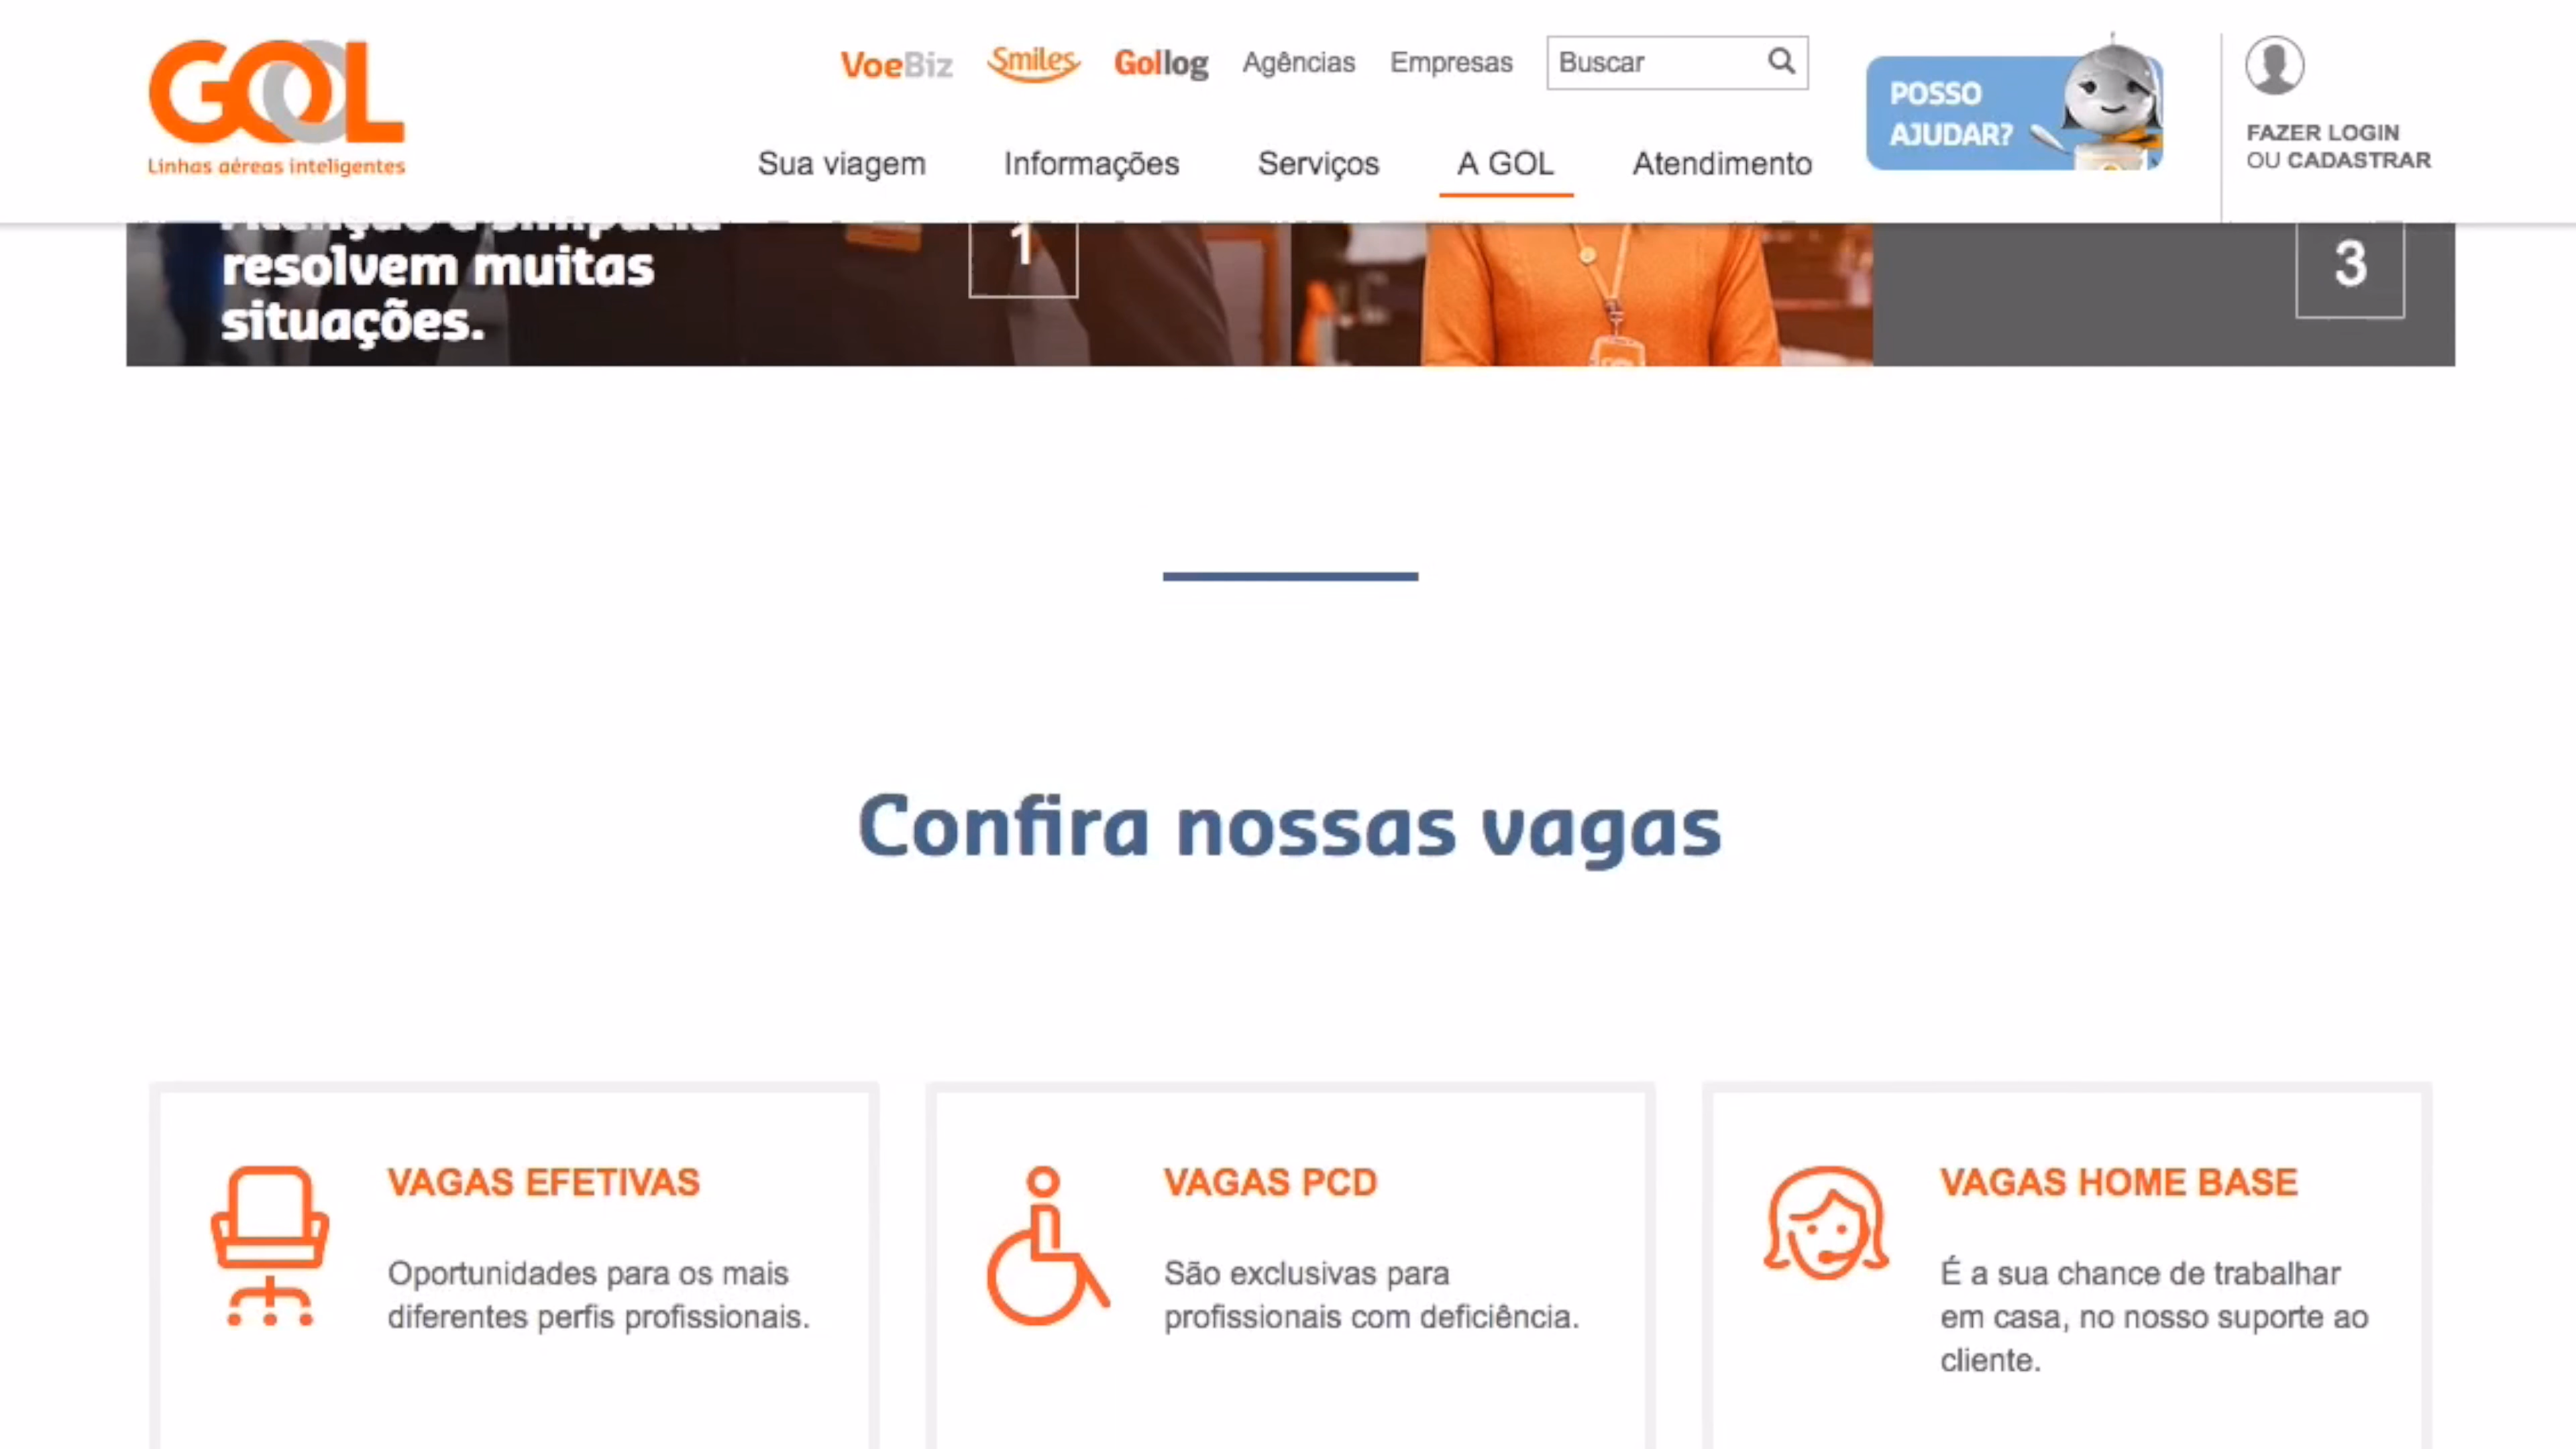 GOL
Linhas aéreas inteligentes
VoeBiz Smiles Gollog Agências Empresas Buscar
Sua viagem Informações Serviços A GOL Atendimento
POSSO
AJUDAR?
FAZER LOGIN
OU CADASTRAR
resolvem muitas
situações.
1
3
Confira nossas vagas
VAGAS EFETIVAS
Oportunidades para os mais
diferentes perfis profissionais.
VAGAS PCD
São exclusivas para
profissionais com deficiência.
VAGAS HOME BASE
É a sua chance de trabalhar
em casa, no nosso suporte ao
cliente.